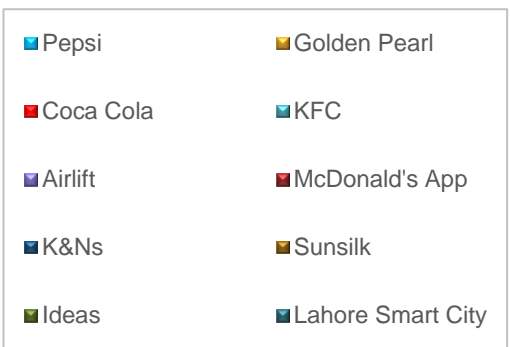 Pepsi Golden Pearl
Coca Cola KFC
Airlift McDonald's App
K&Ns Sunsilk
Ideas Lahore Smart City